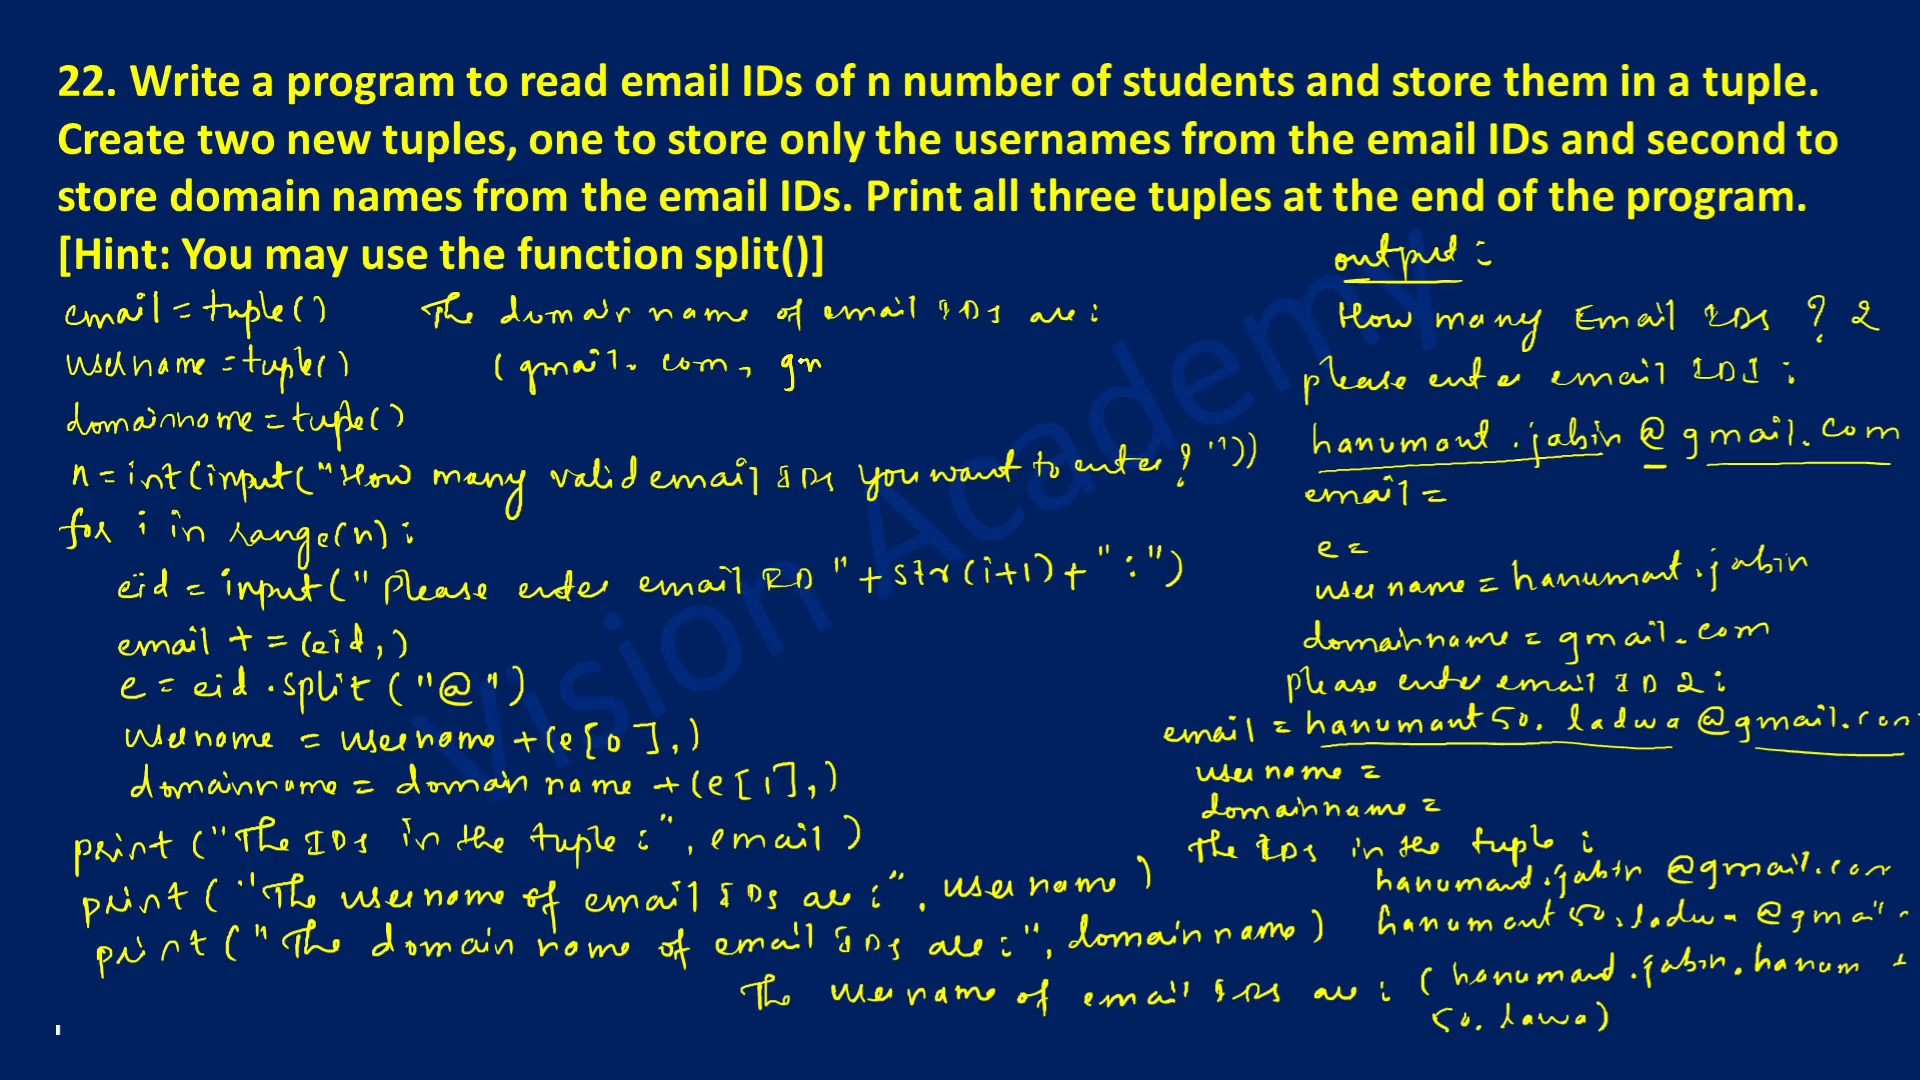 22. Write a program to read email IDs of n number of students and store them in a tuple.
Create two new tuples, one to store only the usernames from the email IDs and second to
store domain names from the email IDs. Print all three tuples at the end of the program.
[Hint: You may use the function split()]
email = tuple()
username = tuple()
domainname = tuple()
n = int(input("How many valid email IDs you want to enter?"))
for i in range(n):
eid = input("Please enter email ID "+str(i+1)+":")
email += (eid,)
e = eid.split("@")
username = username + (e[0],)
domainname = domain name + (e[1],)
print ("The IDs in the tuple:", email)
print ("The username of email IDs are:", username)
print ("The domain name of email IDs are:", domainname)
output:
How many Email IDs ? 2
please enter email ID1:
hanumant.jabin@gmail.com
email =
e =
user name = hanumant.jabin
domainname = gmail.com
please enter email ID 2:
email = hanumant50.ladwa@gmail.com
user name =
domainname =
The IDs in the tuple:
hanumant.jabin@gmail.com
hanumant50.ladwa@gmail
The username of email IDs are: (hanumant.jabin, hanum
50.lawa)
The domain name of email IDs are:
(gmail.com, gm
Vision Academy